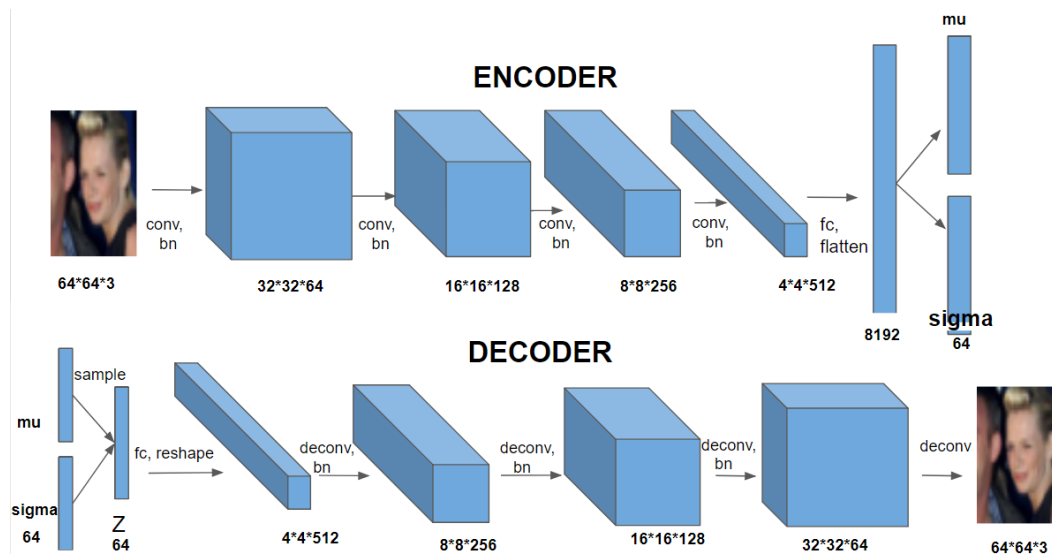 mu
ENCODER
conv,
bn
conv,
bn
conv,
bn
conv,
bn
fc,
flatten
64*64*3
32*32*64
16*16*128
8*8*256
4*4*512
8192
sigma
64
DECODER
sample
mu
fc, reshape
deconv,
bn
deconv,
bn
deconv,
bn
deconv
sigma
64
Z
64
4*4*512
8*8*256
16*16*128
32*32*64
64*64*3